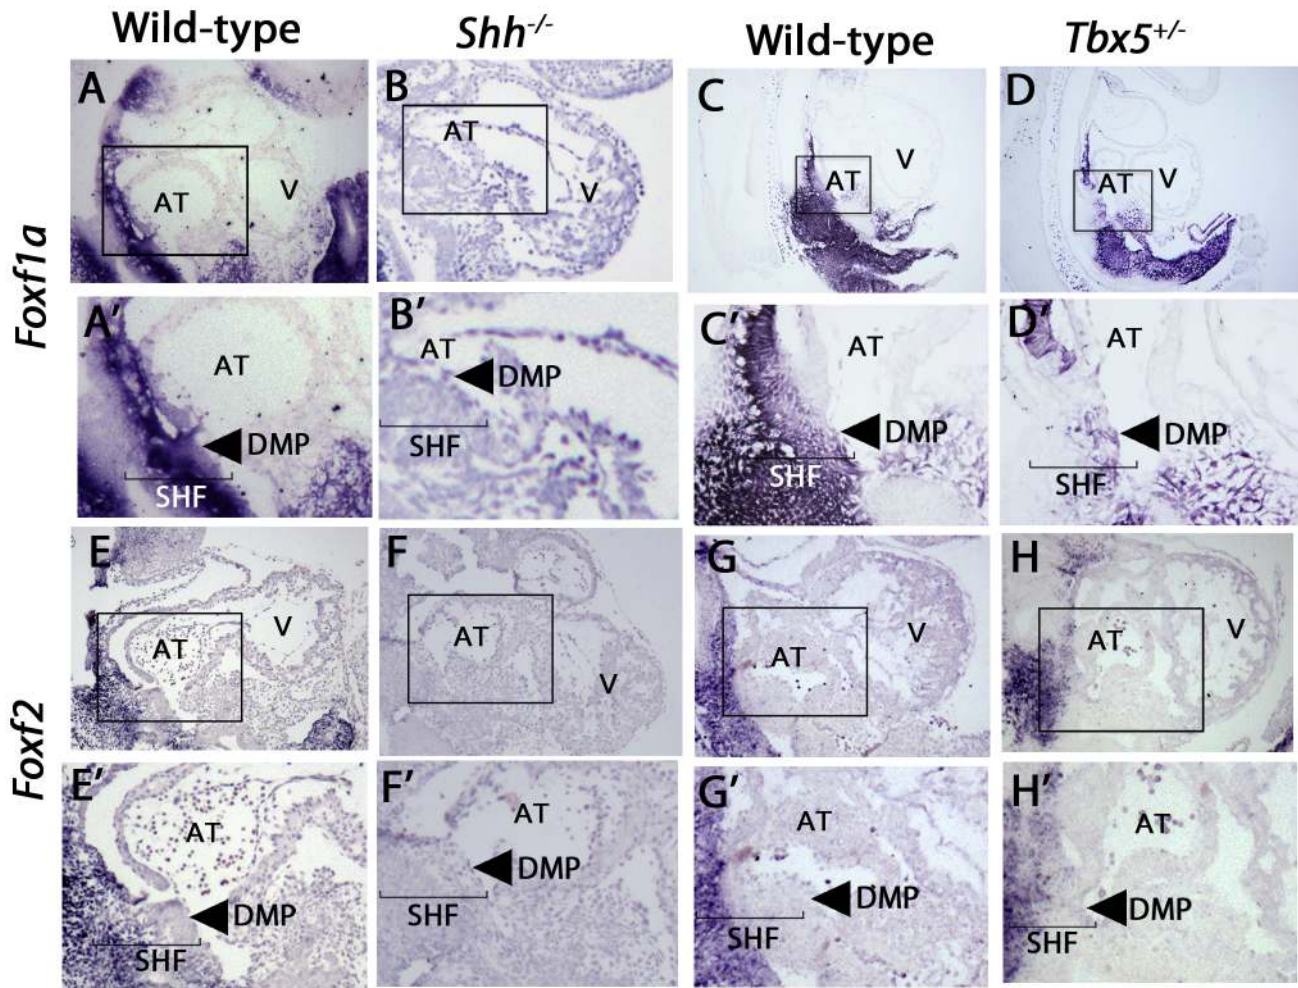 Wild-type Shh-/- Wild-type Tbx5+/-
Foxf1a
A AT V
B AT V
C AT V
D AT V
A' AT DMP SHF
B' AT DMP SHF
C' AT DMP SHF
D' AT DMP SHF
Foxf2
E AT V
F AT V
G AT V
H AT V
E' AT DMP SHF
F' AT DMP SHF
G' AT DMP SHF
H' AT DMP SHF